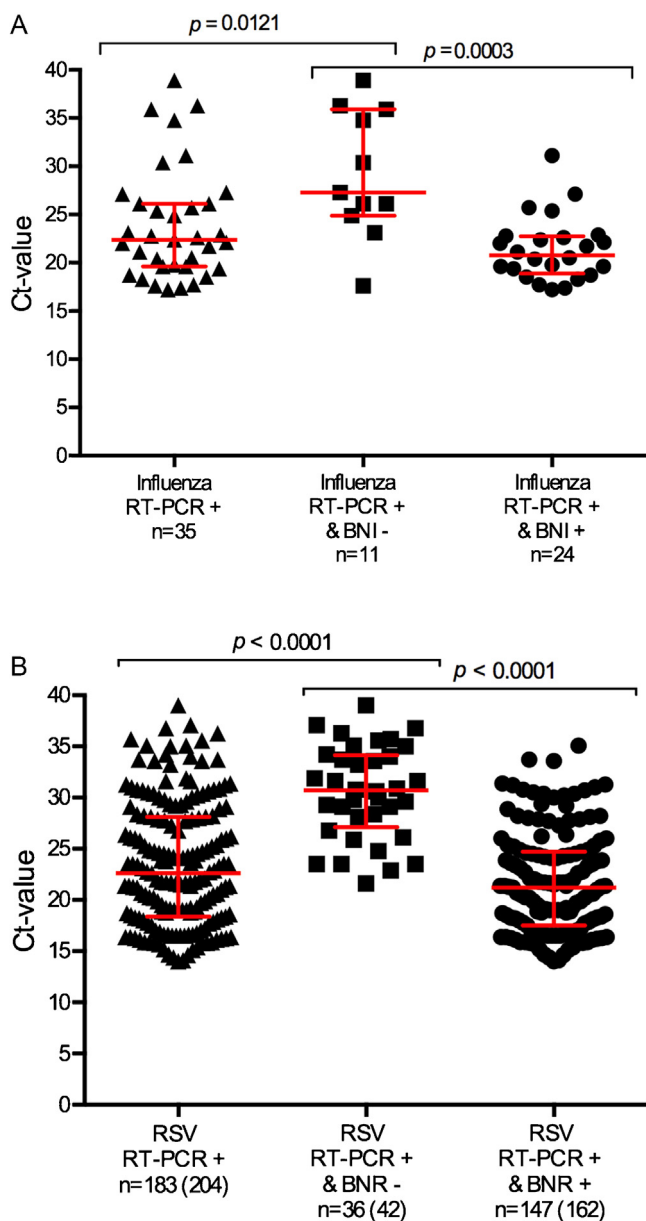 A
p = 0.0121
p = 0.0003
40
35
30
25
20
15
10
5
0
Ct-value
Influenza
RT-PCR +
n=35
Influenza
RT-PCR +
& BNI -
n=11
Influenza
RT-PCR +
& BNI +
n=24
B
p < 0.0001
p < 0.0001
40
35
30
25
20
15
10
5
0
Ct-value
RSV
RT-PCR +
n=183 (204)
RSV
RT-PCR +
& BNR -
n=36 (42)
RSV
RT-PCR +
& BNR +
n=147 (162)